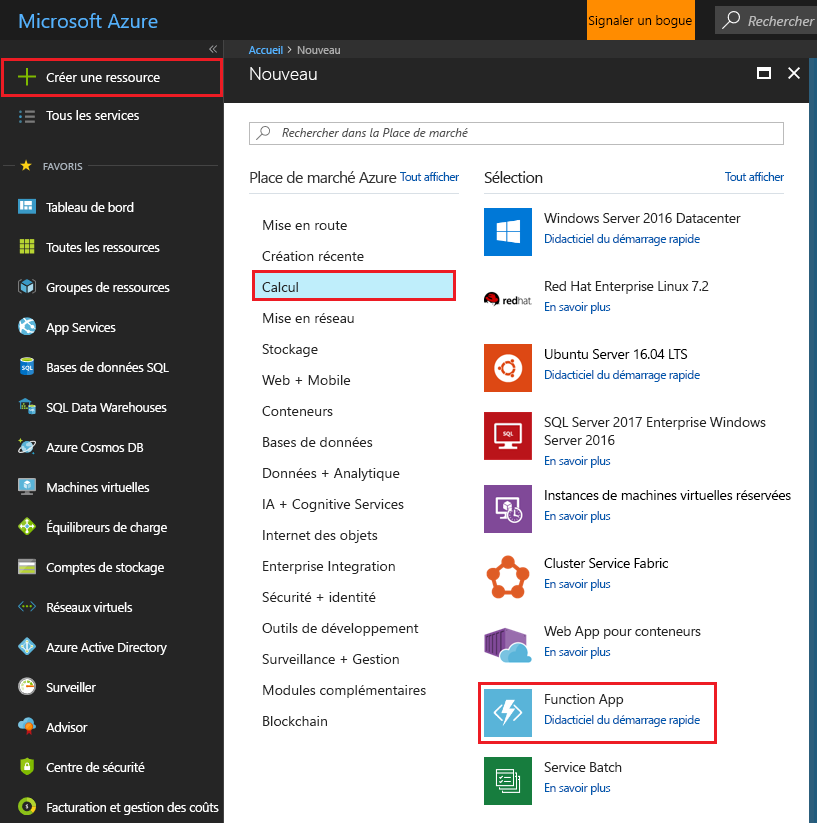 Microsoft Azure
Signaler un bogue
Rechercher
Créer une ressource
Tous les services
FAVORIS
Tableau de bord
Toutes les ressources
Groupes de ressources
App Services
Bases de données SQL
SQL Data Warehouses
Azure Cosmos DB
Machines virtuelles
Équilibreurs de charge
Comptes de stockage
Réseaux virtuels
Azure Active Directory
Surveiller
Advisor
Centre de sécurité
Facturation et gestion des coûts
Accueil > Nouveau
Nouveau
Rechercher dans la Place de marché
Place de marché Azure Tout afficher
Mise en route
Création récente
Calcul
Mise en réseau
Stockage
Web + Mobile
Conteneurs
Bases de données
Données + Analytique
IA + Cognitive Services
Internet des objets
Enterprise Integration
Sécurité + identité
Outils de développement
Surveillance + Gestion
Modules complémentaires
Blockchain
Sélection Tout afficher
Windows Server 2016 Datacenter
Didacticiel du démarrage rapide
redhat
Red Hat Enterprise Linux 7.2
En savoir plus
Ubuntu Server 16.04 LTS
Didacticiel du démarrage rapide
SQL
SQL Server 2017 Enterprise Windows
Server 2016
En savoir plus
Instances de machines virtuelles réservées
En savoir plus
Cluster Service Fabric
En savoir plus
Web App pour conteneurs
En savoir plus
Function App
Didacticiel du démarrage rapide
Service Batch
En savoir plus